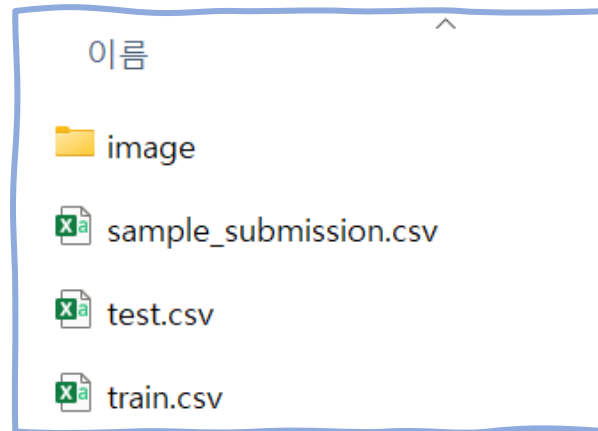 이름
image
sample_submission.csv
test.csv
train.csv